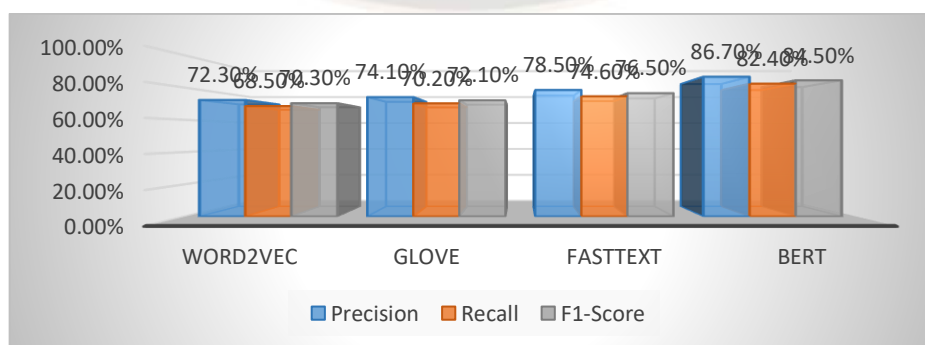 100.00%
80.00%
60.00%
40.00%
20.00%
0.00%
72.30% 68.50% 70.30% 74.10% 70.20% 72.10% 78.50% 74.60% 76.50% 86.70% 82.40% 84.50%
WORD2VEC GLOVE FASTTEXT BERT
Precision Recall F1-Score